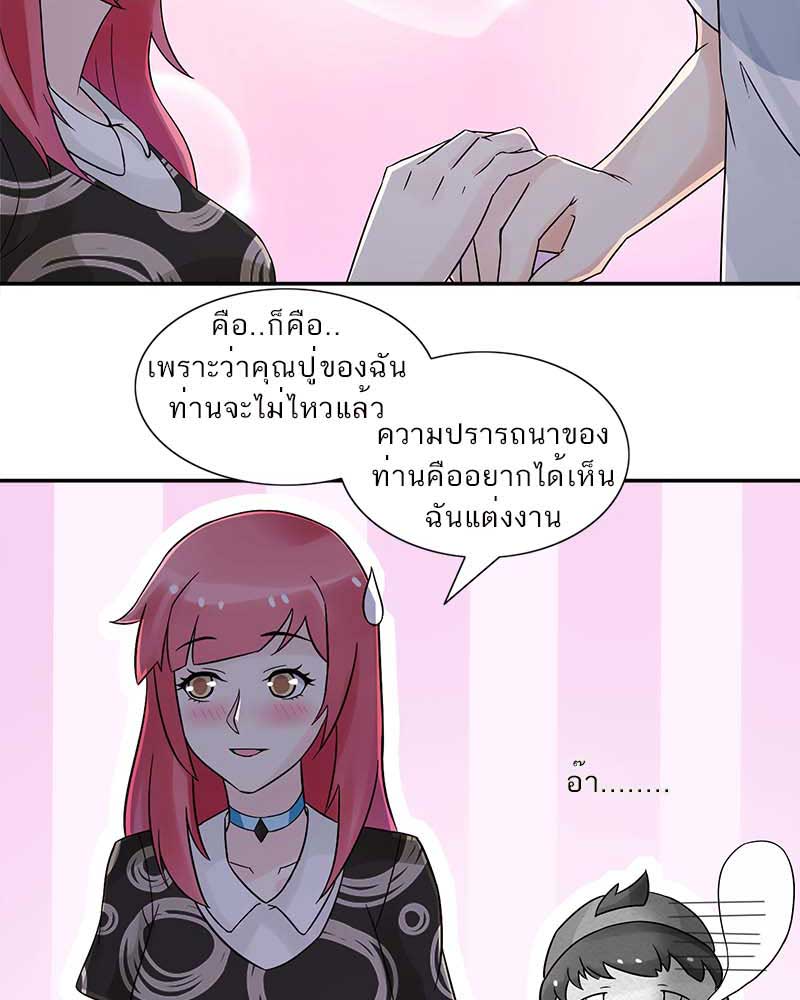 คือ..ก็คือ..
เพราะว่าคุณปู่ของฉัน
ท่านจะไม่ไหวแล้ว
ความปรารถนาของ
ท่านคืออยากได้เห็น
ฉันแต่งงาน
อ๊า........